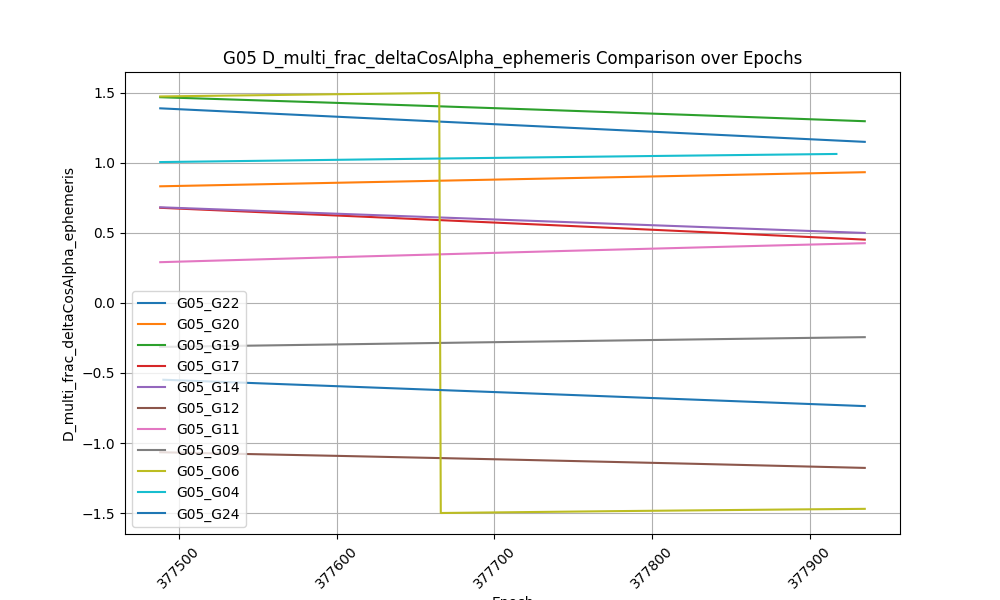 G05 D_multi_frac_deltaCosAlpha_ephemeris Comparison over Epochs
D_multi_frac_deltaCosAlpha_ephemeris
1.5
1.0
0.5
0.0
−0.5
−1.0
−1.5
G05_G22
G05_G20
G05_G19
G05_G17
G05_G14
G05_G12
G05_G11
G05_G09
G05_G06
G05_G04
G05_G24
377500
377600
377700
377800
377900
Epoch